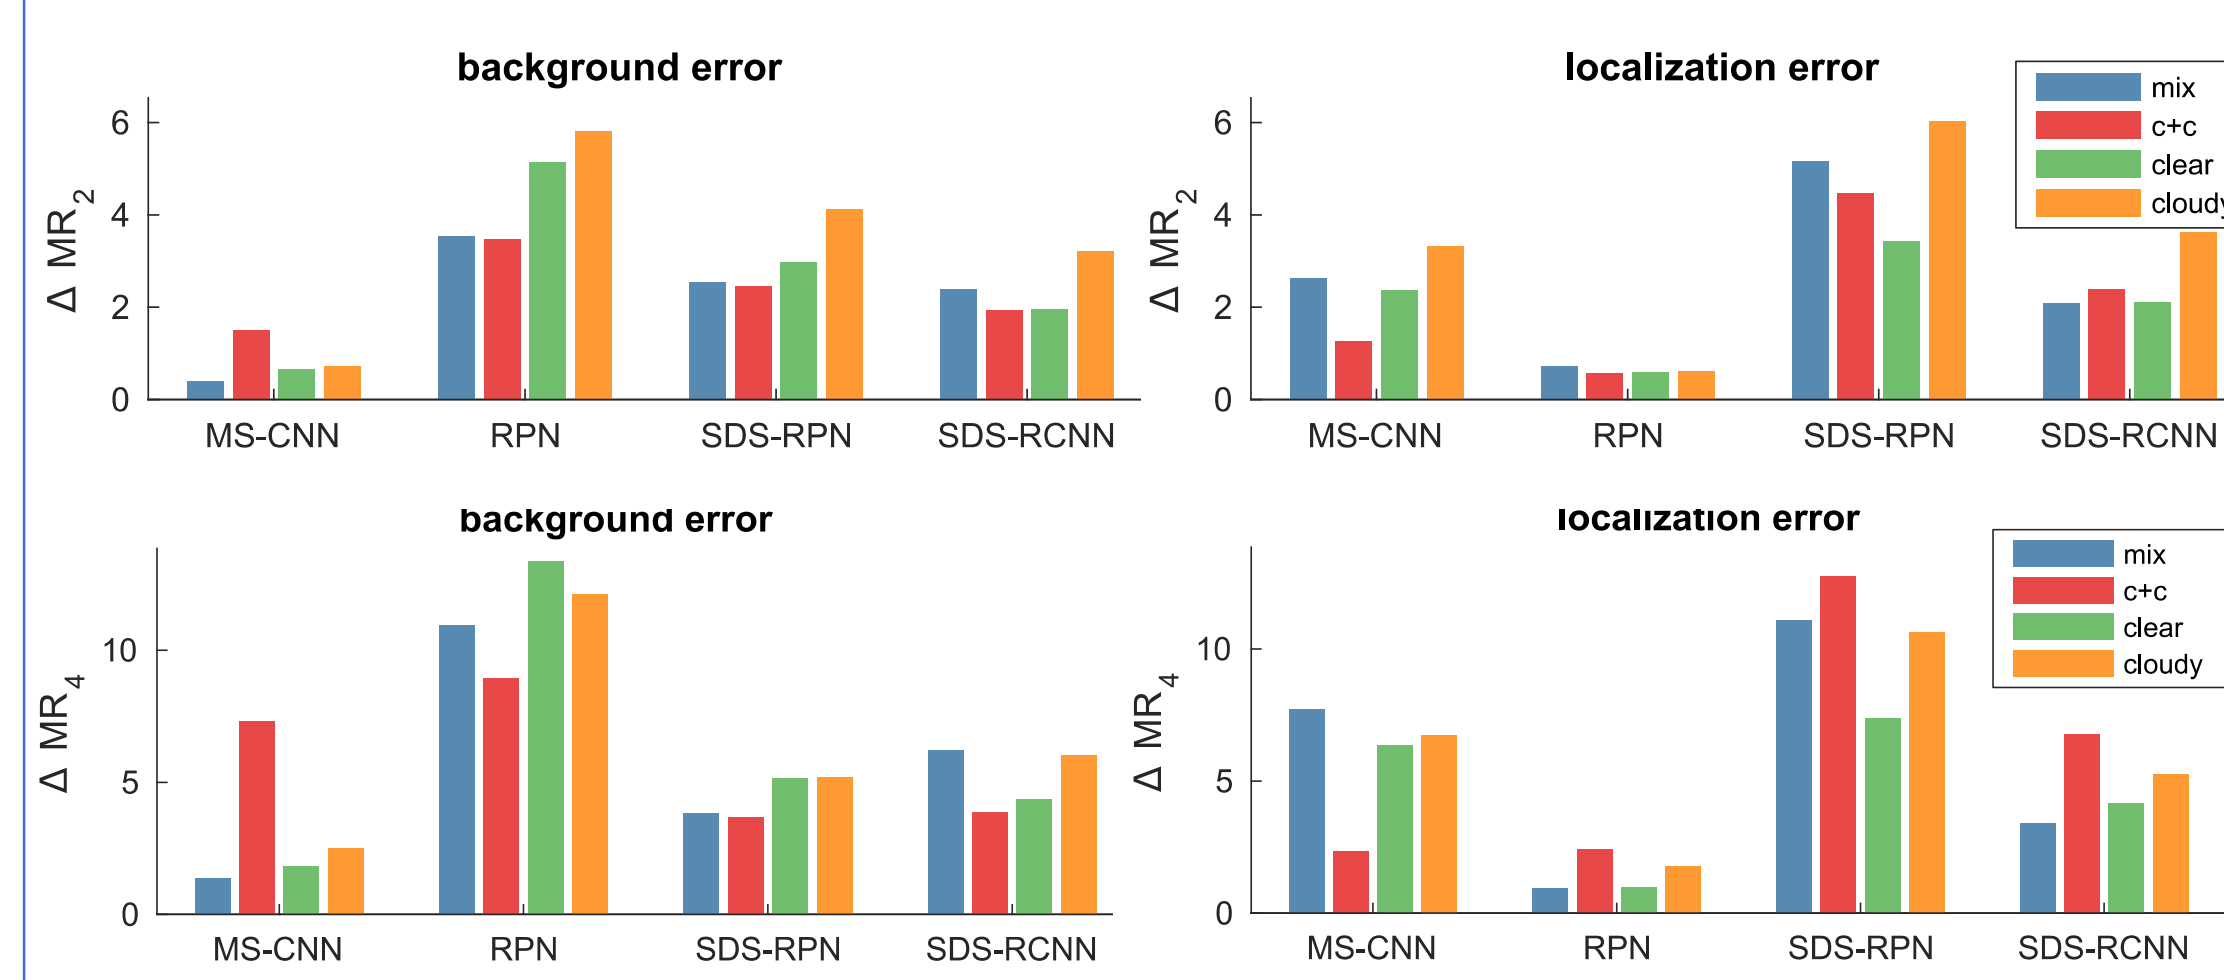 background error
6
4
2
0
Δ MR2
MS-CNN RPN SDS-RPN SDS-RCNN
localization error
6
4
2
0
Δ MR2
MS-CNN RPN SDS-RPN SDS-RCNN
mix
c+c
clear
cloudy
background error
10
5
0
Δ MR4
MS-CNN RPN SDS-RPN SDS-RCNN
localization error
10
5
0
Δ MR4
MS-CNN RPN SDS-RPN SDS-RCNN
mix
c+c
clear
cloudy